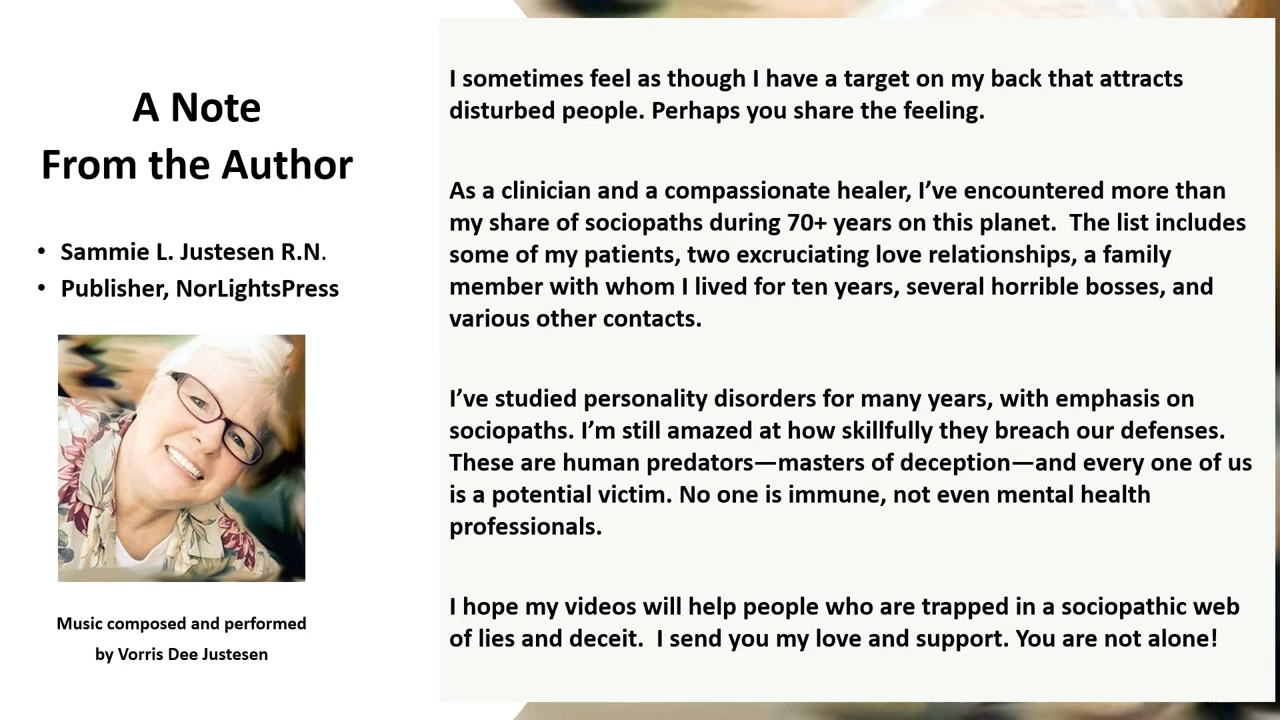 A Note
From the Author
• Sammie L. Justesen R.N.
• Publisher, NorLightsPress
Music composed and performed
by Vorris Dee Justesen
I sometimes feel as though I have a target on my back that attracts
disturbed people. Perhaps you share the feeling.
As a clinician and a compassionate healer, I’ve encountered more than
my share of sociopaths during 70+ years on this planet.  The list includes
some of my patients, two excruciating love relationships, a family
member with whom I lived for ten years, several horrible bosses, and
various other contacts.
I’ve studied personality disorders for many years, with emphasis on
sociopaths. I’m still amazed at how skillfully they breach our defenses.
These are human predators—masters of deception—and every one of us
is a potential victim. No one is immune, not even mental health
professionals.
I hope my videos will help people who are trapped in a sociopathic web
of lies and deceit.  I send you my love and support. You are not alone!